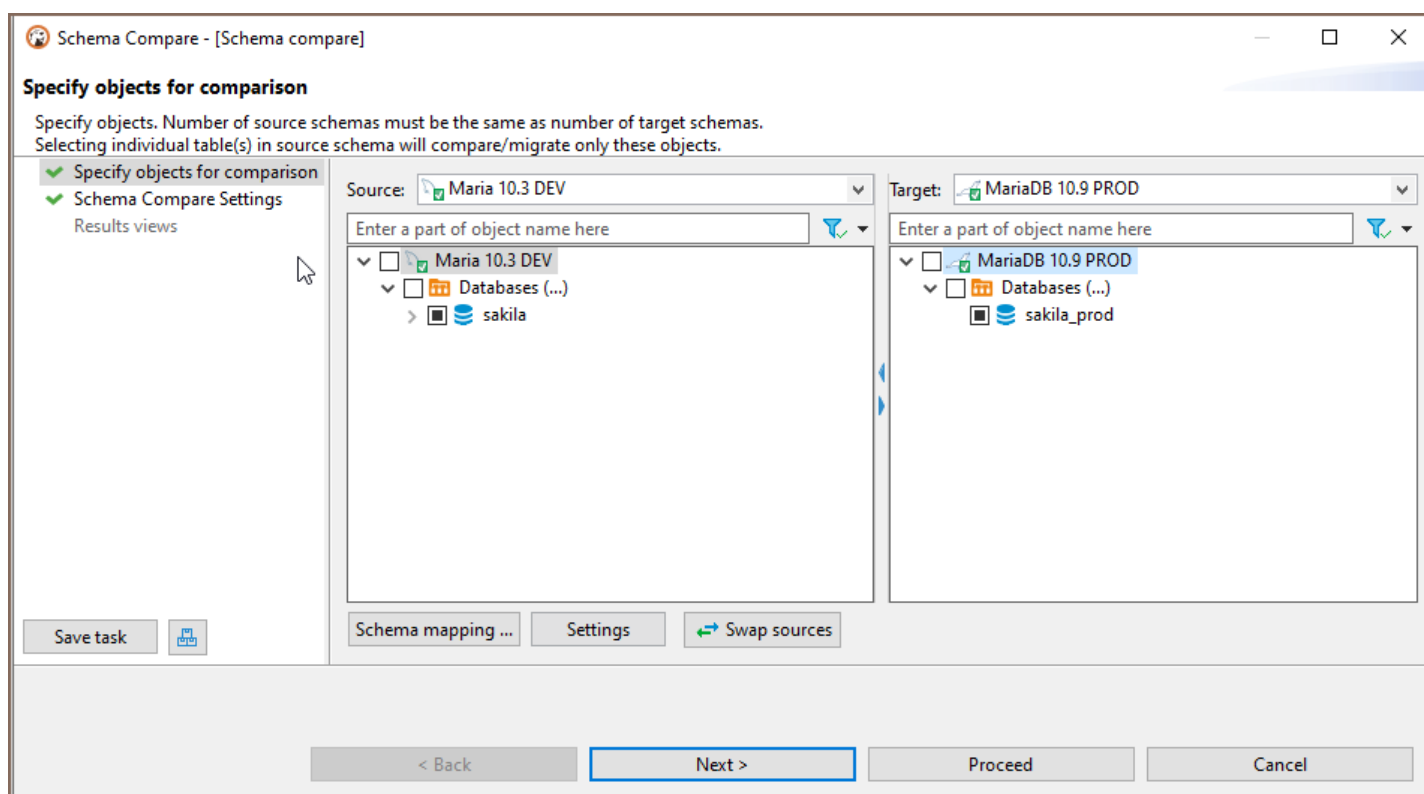 Schema Compare - [Schema compare]
Specify objects for comparison
Specify objects. Number of source schemas must be the same as number of target schemas.
Selecting individual table(s) in source schema will compare/migrate only these objects.
Specify objects for comparison
Schema Compare Settings
Results views
Source: Maria 10.3 DEV
Enter a part of object name here
Maria 10.3 DEV
Databases (...)
sakila
Target: MariaDB 10.9 PROD
Enter a part of object name here
MariaDB 10.9 PROD
Databases (...)
sakila_prod
Save task
Schema mapping ... Settings Swap sources
< Back Next > Proceed Cancel